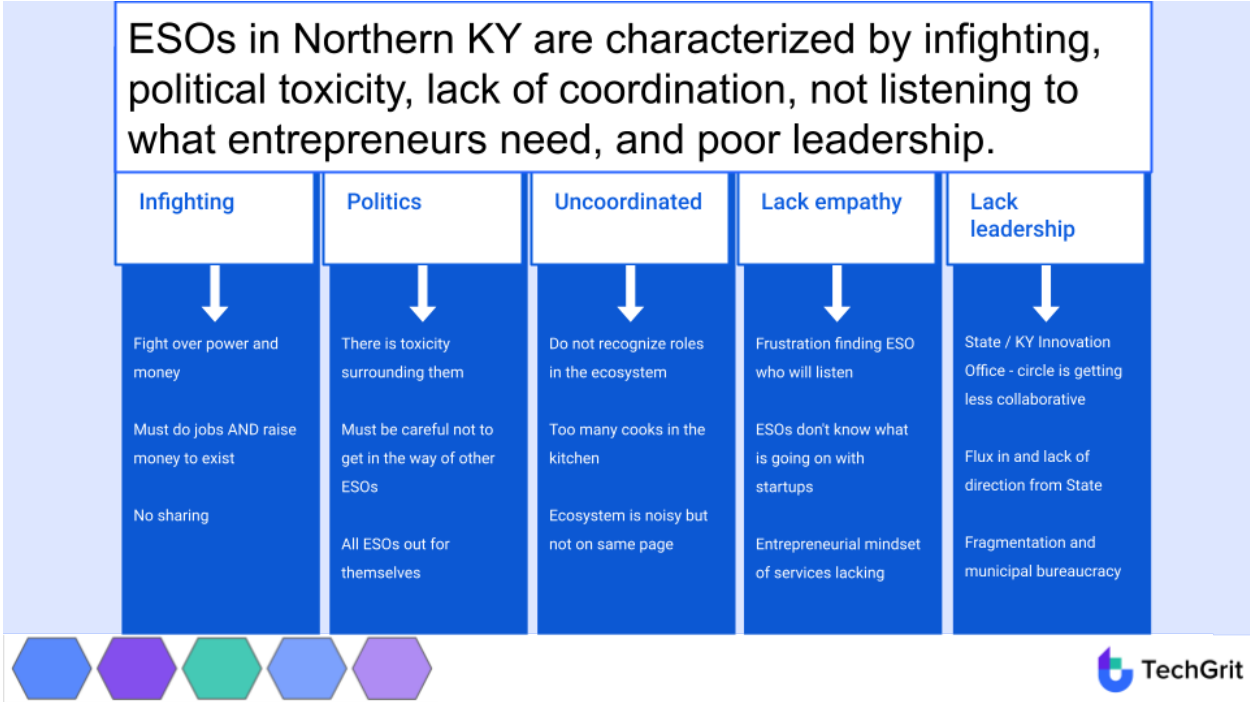 ESOs in Northern KY are characterized by infighting,
political toxicity, lack of coordination, not listening to
what entrepreneurs need, and poor leadership.
Infighting
Fight over power and
money
Must do jobs AND raise
money to exist
No sharing
Politics
There is toxicity
surrounding them
Must be careful not to
get in the way of other
ESOs
All ESOs out for
themselves
Uncoordinated
Do not recognize roles
in the ecosystem
Too many cooks in the
kitchen
Ecosystem is noisy but
not on same page
Lack empathy
Frustration finding ESO
who will listen
ESOs don't know what
is going on with
startups
Entrepreneurial mindset
of services lacking
Lack
leadership
State / KY Innovation
Office - circle is getting
less collaborative
Flux in and lack of
direction from State
Fragmentation and
municipal bureaucracy
TechGrit